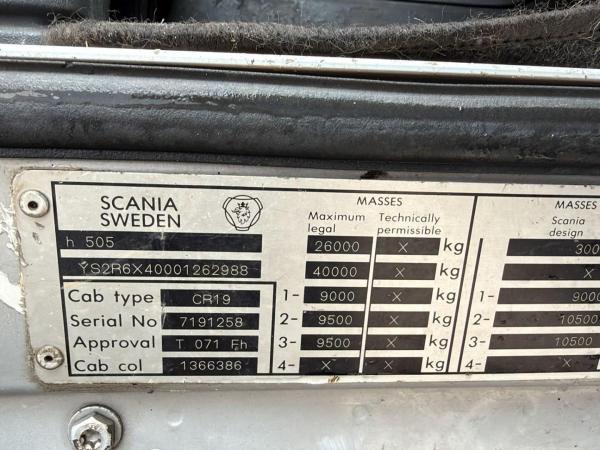 SCANIA
SWEDEN
MASSES
MASSES
Maximum legal
Technically permissible
Scania design
h 505
26000 X kg 300
YS2R6X40001262988
40000 X kg X
Cab type CR19
1- 9000 X kg 1- 9000
Serial No 7191258
2- 9500 X kg 2- 10500
Approval T 071 Fh
3- 9500 X kg 3- 10500
Cab col 1366386
4- X X kg 4- X